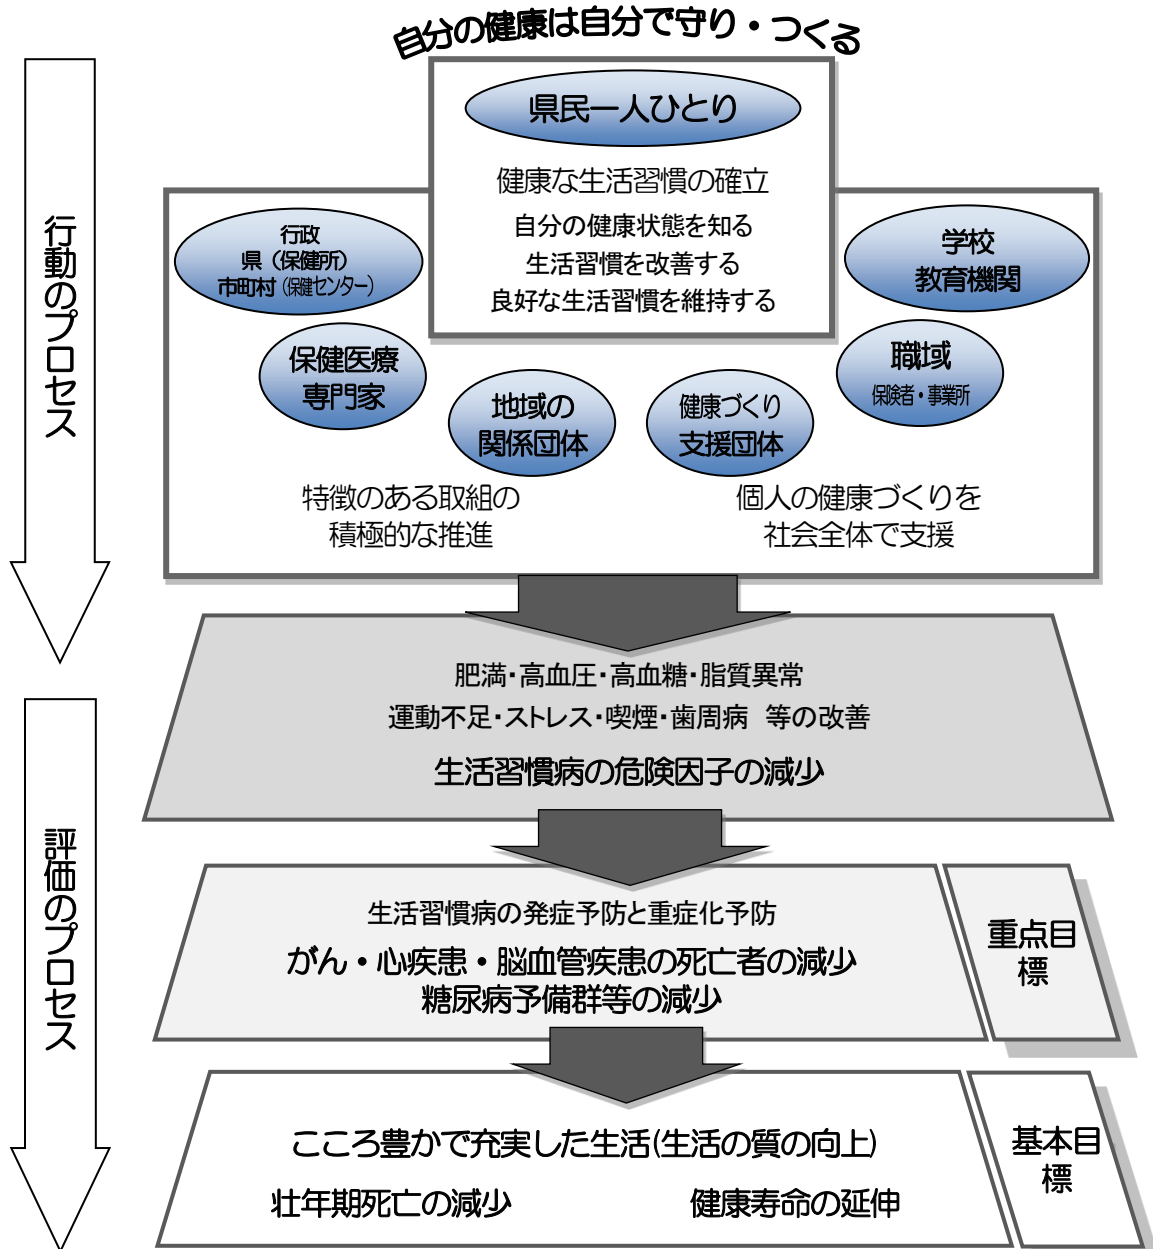 自分の健康は自分で守り・つくる
県民一人ひとり
健康な生活習慣の確立
自分の健康状態を知る
生活習慣を改善する
良好な生活習慣を維持する
行動のプロセス
行政
県（保健所）
市町村（保健センター）
学校
教育機関
保健医療
専門家
職域
保険者・事業所
地域の
関係団体
健康づくり
支援団体
特徴のある取組の
積極的な推進
個人の健康づくりを
社会全体で支援
肥満・高血圧・高血糖・脂質異常
運動不足・ストレス・喫煙・歯周病　等の改善
生活習慣病の危険因子の減少
評価のプロセス
生活習慣病の発症予防と重症化予防
がん・心疾患・脳血管疾患の死亡者の減少
糖尿病予備群等の減少
重点目
標
こころ豊かで充実した生活(生活の質の向上)
壮年期死亡の減少
健康寿命の延伸
基本目
標